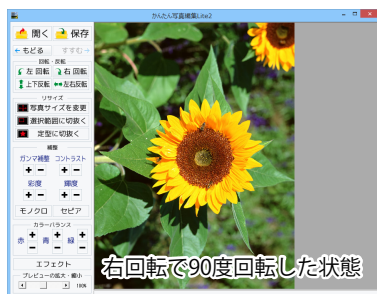 かんたん写真編集Lite2
開く 保存
もどる すすむ
回転・反転
左 回転 右 回転
上下反転 左右反転
リサイズ
写真サイズを変更
選択範囲に切抜く
定型に切抜く
補整
ガンマ補整 コントラスト
+ - + -
彩度 輝度
+ - + -
モノクロ セピア
カラーバランス
赤 + - 青 + - 緑 + -
エフェクト
プレビューの拡大・縮小
100%
右回転で90度回転した状態